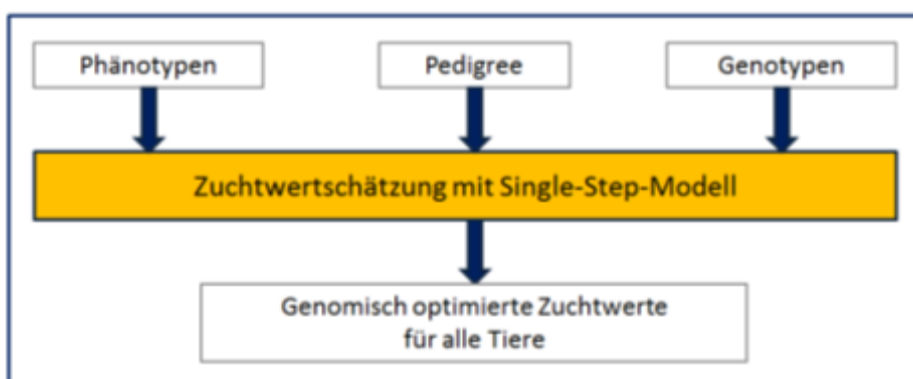 Phänotypen
Pedigree
Genotypen
Zuchtwertschätzung mit Single-Step-Modell
Genomisch optimierte Zuchtwerte
für alle Tiere